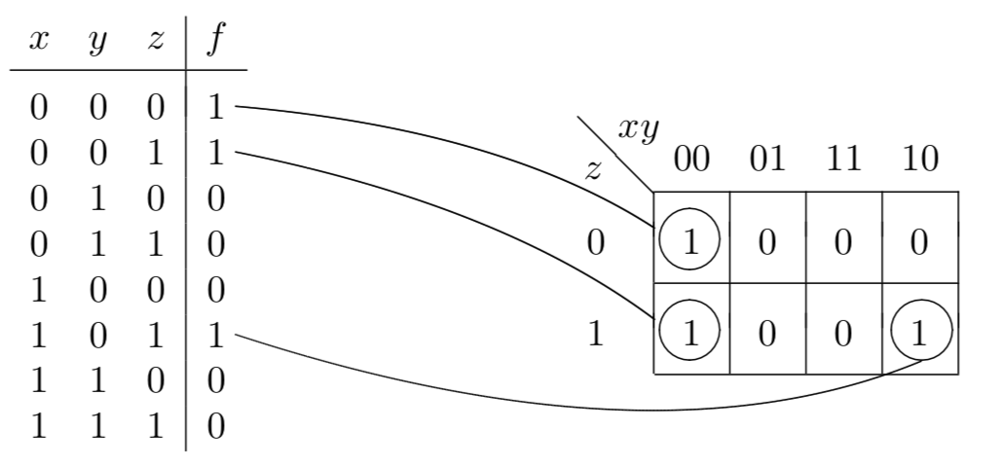 x y z f
0 0 0 1
0 0 1 1
0 1 0 0
0 1 1 0
1 0 0 0
1 0 1 1
1 1 0 0
1 1 1 0
xy
z 00 01 11 10
0 1 0 0 0
1 1 0 0 1